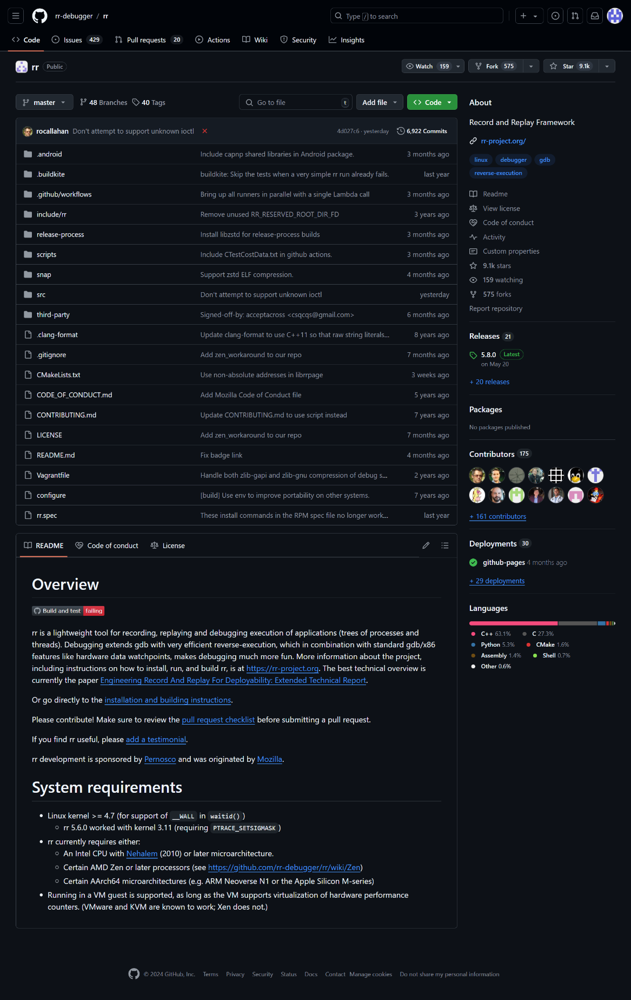 rr-debugger / rr
Type / to search
Code
Issues 429
Pull requests 20
Actions
Wiki
Security
Insights
rr Public
Watch 159
Fork 575
Star 9.1k
master
48 Branches
40 Tags
Go to file t
Add file
Code
rocallahan Don't attempt to support unknown ioctl
4d027c6 · yesterday
6,922 Commits
.android Include capnp shared libraries in Android package. 3 months ago
.buildkite buildkite: Skip the tests when a very simple rr run already fails. last year
.github/workflows Bring up all runners in parallel with a single Lambda call 3 months ago
include/rr Remove unused RR_RESERVED_ROOT_DIR_FD 3 years ago
release-process Install libzstd for release-process builds 3 months ago
scripts Include CTestCostData.txt in github actions. 3 months ago
snap Support zstd ELF compression. 4 months ago
src Don't attempt to support unknown ioctl yesterday
third-party Signed-off-by: acceptacross <csqcqs@gmail.com> 6 months ago
.clang-format Update clang-format to use C++11 so that raw string literals... 8 years ago
.gitignore Add zen_workaround to our repo 7 months ago
CMakeLists.txt Use non-absolute addresses in librrpage 3 weeks ago
CODE_OF_CONDUCT.md Add Mozilla Code of Conduct file 5 years ago
CONTRIBUTING.md Update CONTRIBUTING.md to use script instead 7 years ago
LICENSE Add zen_workaround to our repo 7 months ago
README.md Fix badge link 4 months ago
Vagrantfile Handle both zlib-gapi and zlib-gnu compression of debug s... 2 years ago
configure [build] Use env to improve portability on other systems. 7 years ago
rr.spec These install commands in the RPM spec file no longer work... last year
README
Code of conduct
License
Overview
Build and test failing
rr is a lightweight tool for recording, replaying and debugging execution of applications (trees of processes and
threads). Debugging extends gdb with very efficient reverse-execution, which in combination with standard gdb/x86
features like hardware data watchpoints, makes debugging much more fun. More information about the project,
including instructions on how to install, run, and build rr, is at https://rr-project.org. The best technical overview is
currently the paper Engineering Record And Replay For Deployability: Extended Technical Report.
Or go directly to the installation and building instructions.
Please contribute! Make sure to review the pull request checklist before submitting a pull request.
If you find rr useful, please add a testimonial.
rr development is sponsored by Pernosco and was originated by Mozilla.
System requirements
Linux kernel >= 4.7 (for support of __WALL in waitid() )
rr 5.6.0 worked with kernel 3.11 (requiring PTRACE_SETSIGMASK )
rr currently requires either:
An Intel CPU with Nehalem (2010) or later microarchitecture.
Certain AMD Zen or later processors (see https://github.com/rr-debugger/rr/wiki/Zen)
Certain AArch64 microarchitectures (e.g. ARM Neoverse N1 or the Apple Silicon M-series)
Running in a VM guest is supported, as long as the VM supports virtualization of hardware performance
counters. (VMware and KVM are known to work; Xen does not.)
About
Record and Replay Framework
rr-project.org/
linux debugger gdb
reverse-execution
Readme
View license
Code of conduct
Activity
Custom properties
9.1k stars
159 watching
575 forks
Report repository
Releases 21
5.8.0 Latest
on May 20
+ 20 releases
Packages
No packages published
Contributors 175
+ 161 contributors
Deployments 30
github-pages 4 months ago
+ 29 deployments
Languages
C++ 63.1% C 27.3%
Python 5.3% CMake 1.6%
Assembly 1.4% Shell 0.7%
Other 0.6%
© 2024 GitHub, Inc. Terms Privacy Security Status Docs Contact Manage cookies Do not share my personal information